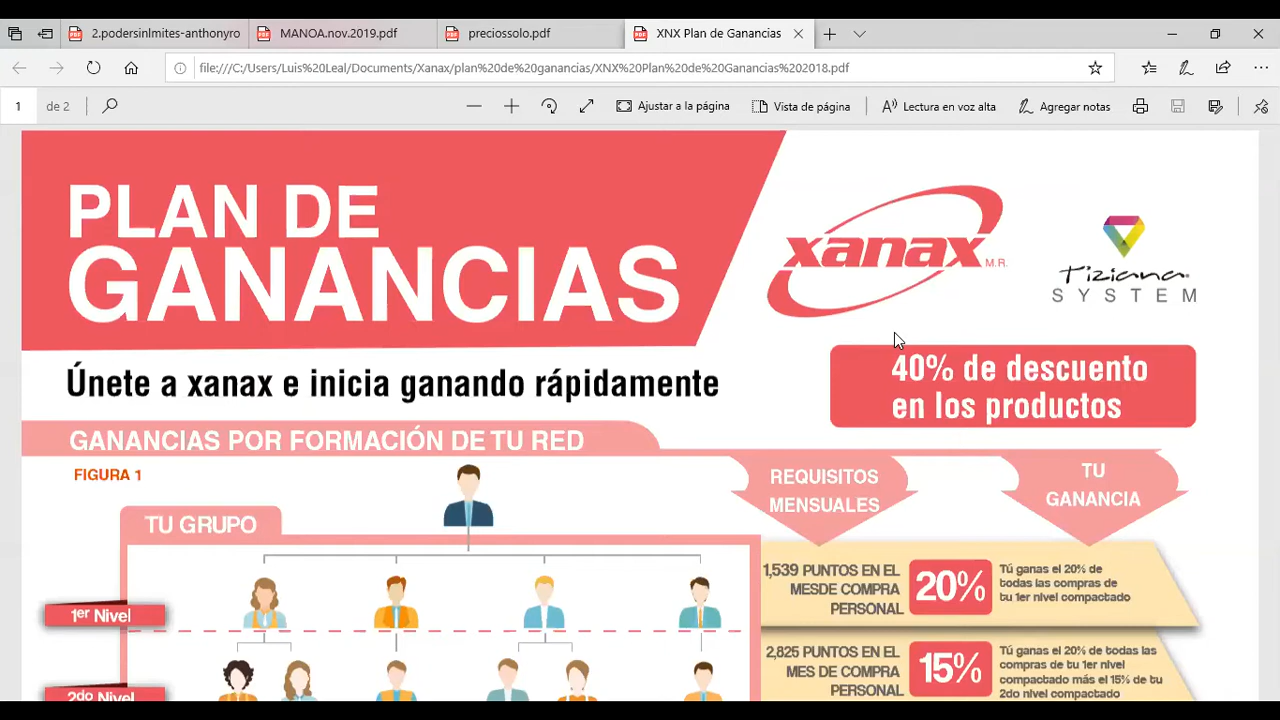 2.podersinlmites-anthonyro
MANOA.nov.2019.pdf
preciossolo.pdf
XNX Plan de Ganancias
file:///C:/Users/Luis%20Leal/Documents/Xanax/plan%20de%20ganancias/XNX%20Plan%20de%20Ganancias%202018.pdf
1 de 2
Ajustar a la página
Vista de página
Lectura en voz alta
Agregar notas
PLAN DE
GANANCIAS
xanax M.R.
Tiziana
SYSTEM
Únete a xanax e inicia ganando rápidamente
40% de descuento
en los productos
GANANCIAS POR FORMACIÓN DE TU RED
FIGURA 1
REQUISITOS
MENSUALES
TU
GANANCIA
TU GRUPO
1er Nivel
1,539 PUNTOS EN EL
MESDE COMPRA
PERSONAL
20%
Tú ganas el 20% de
todas las compras de
tu 1er nivel compactado
2do Nivel
2,825 PUNTOS EN EL
MES DE COMPRA
PERSONAL
15%
Tú ganas el 20% de todas las
compras de tu 1er nivel
compactado más el 15% de tu
2do nivel compactado